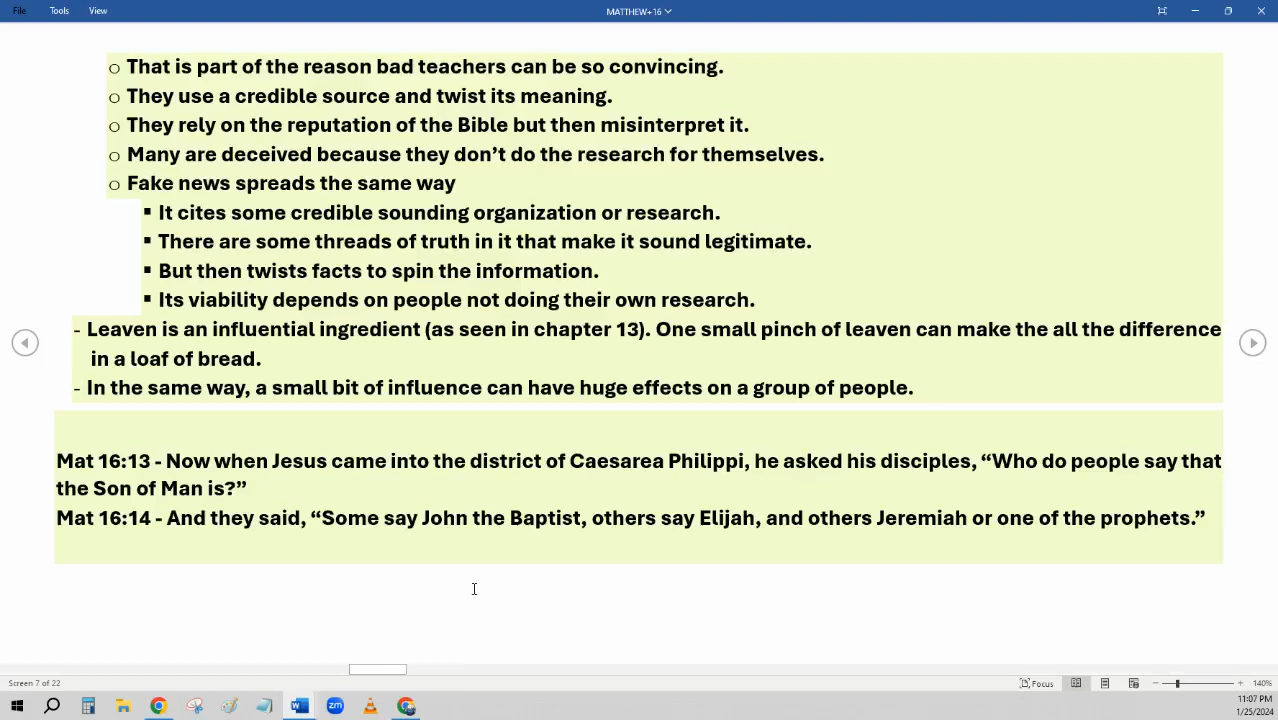 File Tools View MATTHEW+16
o That is part of the reason bad teachers can be so convincing.
o They use a credible source and twist its meaning.
o They rely on the reputation of the Bible but then misinterpret it.
o Many are deceived because they don’t do the research for themselves.
o Fake news spreads the same way
▪ It cites some credible sounding organization or research.
▪ There are some threads of truth in it that make it sound legitimate.
▪ But then twists facts to spin the information.
▪ Its viability depends on people not doing their own research.
- Leaven is an influential ingredient (as seen in chapter 13). One small pinch of leaven can make the all the difference
in a loaf of bread.
- In the same way, a small bit of influence can have huge effects on a group of people.
Mat 16:13 - Now when Jesus came into the district of Caesarea Philippi, he asked his disciples, “Who do people say that
the Son of Man is?”
Mat 16:14 - And they said, “Some say John the Baptist, others say Elijah, and others Jeremiah or one of the prophets.”
Screen 7 of 22 Focus 140%
zm
11:07 PM
1/25/2024